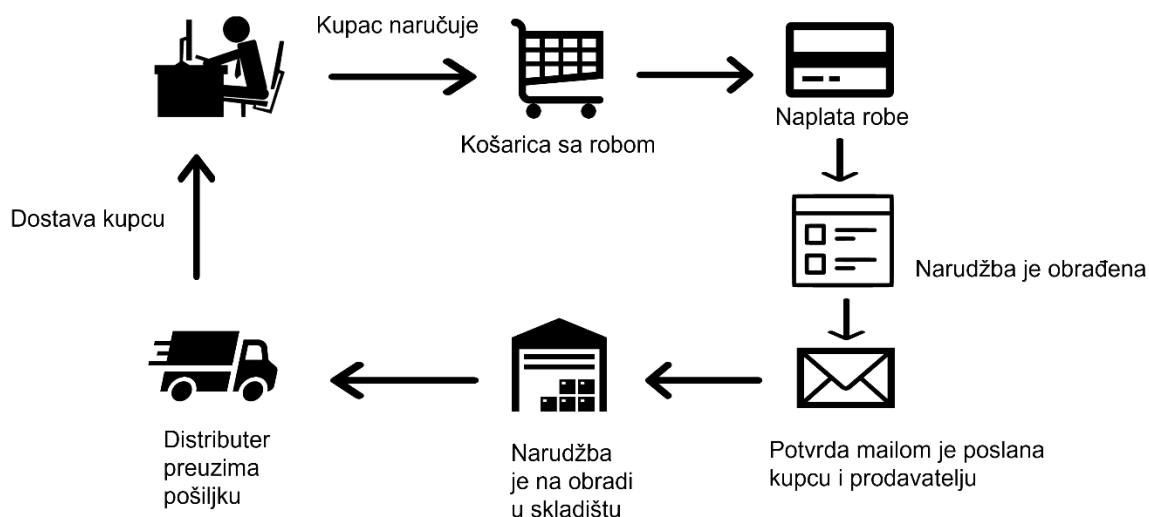 Kupac naručuje
Košarica sa robom
Naplata robe
Narudžba je obrađena
Potvrda mailom je poslana
kupcu i prodavatelju
Narudžba
je na obradi
u skladištu
Distributer
preuzima
pošiljku
Dostava kupcu